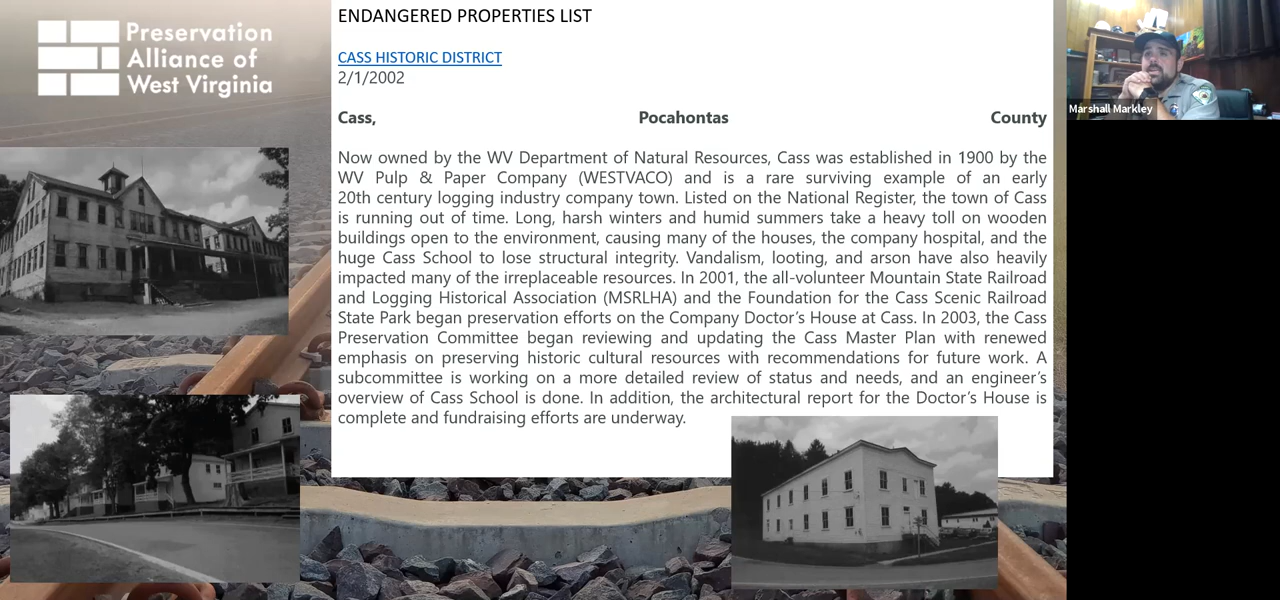 Preservation
Alliance of
West Virginia
ENDANGERED PROPERTIES LIST
CASS HISTORIC DISTRICT
2/1/2002
Cass, Pocahontas County
Now owned by the WV Department of Natural Resources, Cass was established in 1900 by the
WV Pulp & Paper Company (WESTVACO) and is a rare surviving example of an early
20th century logging industry company town. Listed on the National Register, the town of Cass
is running out of time. Long, harsh winters and humid summers take a heavy toll on wooden
buildings open to the environment, causing many of the houses, the company hospital, and the
huge Cass School to lose structural integrity. Vandalism, looting, and arson have also heavily
impacted many of the irreplaceable resources. In 2001, the all-volunteer Mountain State Railroad
and Logging Historical Association (MSRLHA) and the Foundation for the Cass Scenic Railroad
State Park began preservation efforts on the Company Doctor’s House at Cass. In 2003, the Cass
Preservation Committee began reviewing and updating the Cass Master Plan with renewed
emphasis on preserving historic cultural resources with recommendations for future work. A
subcommittee is working on a more detailed review of status and needs, and an engineer’s
overview of Cass School is done. In addition, the architectural report for the Doctor’s House is
complete and fundraising efforts are underway.
Marshall Markley